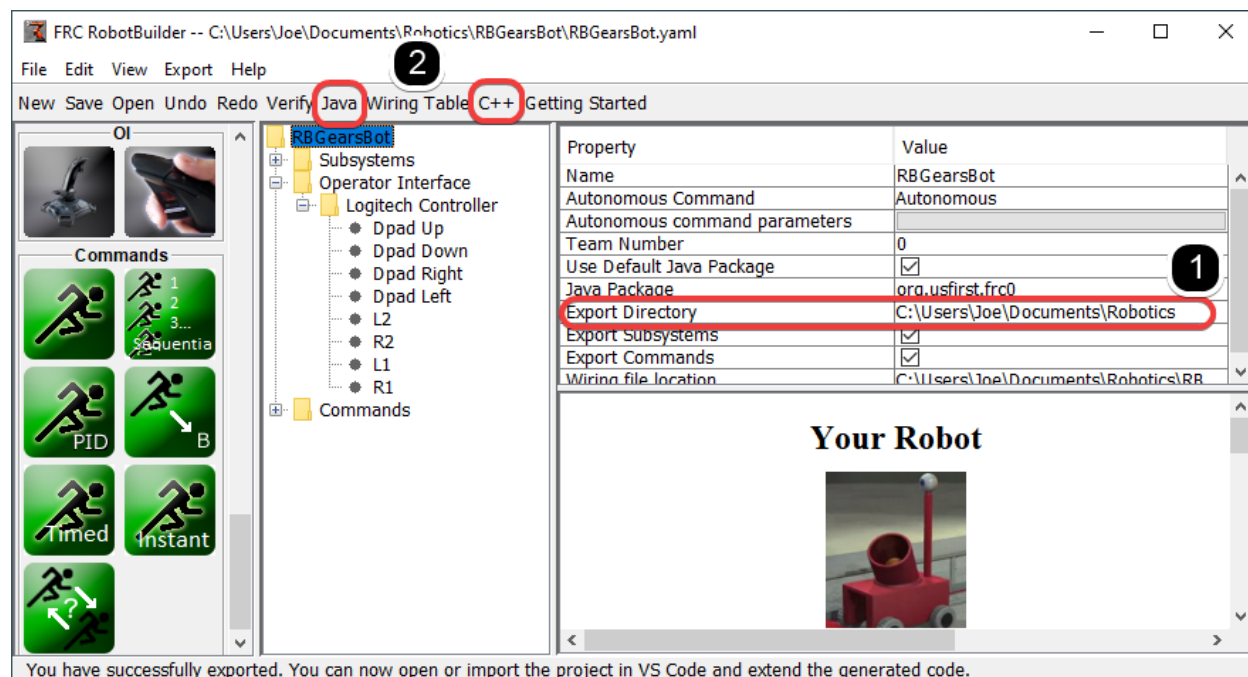 FRC RobotBuilder -- C:\Users\Joe\Documents\Robotics\RBGearsBot\RBGearsBot.yaml
File Edit View Export Help
2
New Save Open Undo Redo Verify Java Wiring Table C++ Getting Started
OI
Commands
1
2
3...
Sequentia
PID
B
Timed
Instant
?
RBGearsBot
Subsystems
Operator Interface
Logitech Controller
Dpad Up
Dpad Down
Dpad Right
Dpad Left
L2
R2
L1
R1
Commands
Property Value
Name RBGearsBot
Autonomous Command Autonomous
Autonomous command parameters
Team Number 0
Use Default Java Package
1
Java Package org.usfirst.frc0
Export Directory C:\Users\Joe\Documents\Robotics
Export Subsystems
Export Commands
Wiring file location C:\Users\Joe\Documents\Robotics\RB
Your Robot
You have successfully exported. You can now open or import the project in VS Code and extend the generated code.